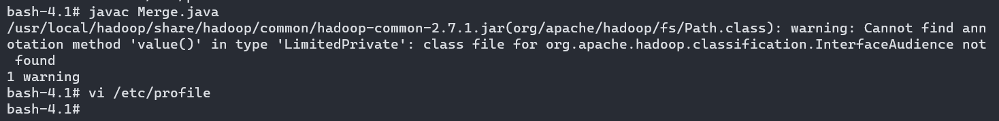 bash-4.1# javac Merge.java
/usr/local/hadoop/share/hadoop/common/hadoop-common-2.7.1.jar(org/apache/hadoop/fs/Path.class): warning: Cannot find ann
otation method 'value()' in type 'LimitedPrivate': class file for org.apache.hadoop.classification.InterfaceAudience not
 found
1 warning
bash-4.1# vi /etc/profile
bash-4.1#